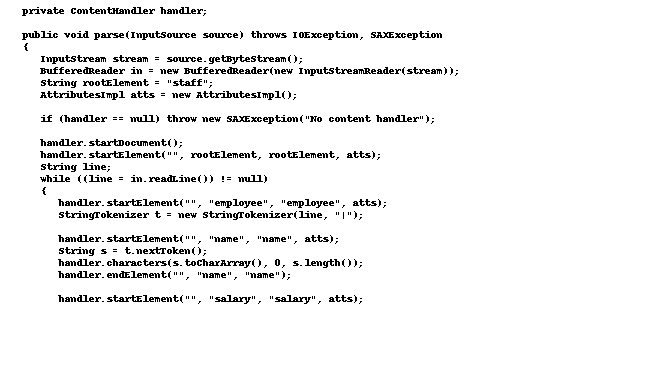 private ContentHandler handler;
public void parse(InputSource source) throws IOException, SAXException
{
InputStream stream = source.getByteStream();
BufferedReader in = new BufferedReader(new InputStreamReader(stream));
String rootElement = "staff";
AttributesImpl atts = new AttributesImpl();
if (handler == null) throw new SAXException("No content handler");
handler.startDocument();
handler.startElement("", rootElement, rootElement, atts);
String line;
while ((line = in.readLine()) != null)
{
handler.startElement("", "employee", "employee", atts);
StringTokenizer t = new StringTokenizer(line, "|");
handler.startElement("", "name", "name", atts);
String s = t.nextToken();
handler.characters(s.toCharArray(), 0, s.length());
handler.endElement("", "name", "name");
handler.startElement("", "salary", "salary", atts);